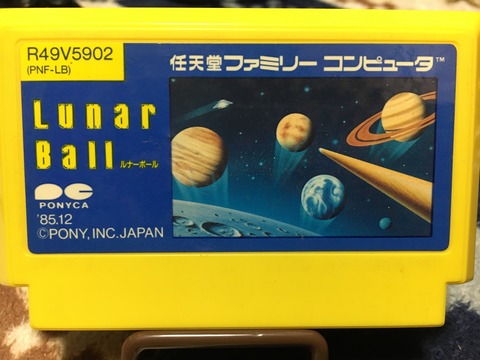 R49V5902
(PNF-LB)
任天堂ファミリー コンピュータ™
Lunar
Ball ルナーボール
PC
PONYCA
'85.12
©PONY, INC. JAPAN